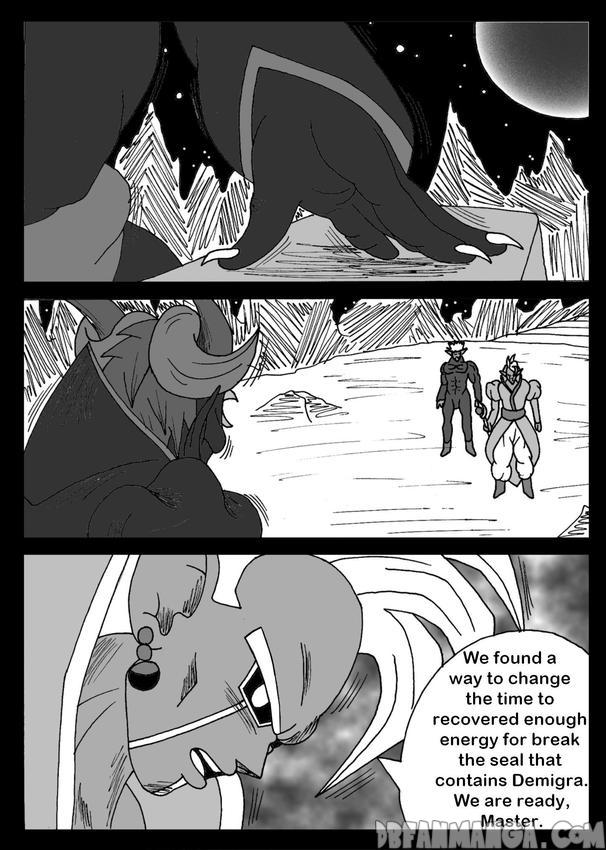 We found a
way to change
the time to
recovered enough
energy for break
the seal that
contains Demigra.
We are ready,
Master.
DBFANMANGA.COM